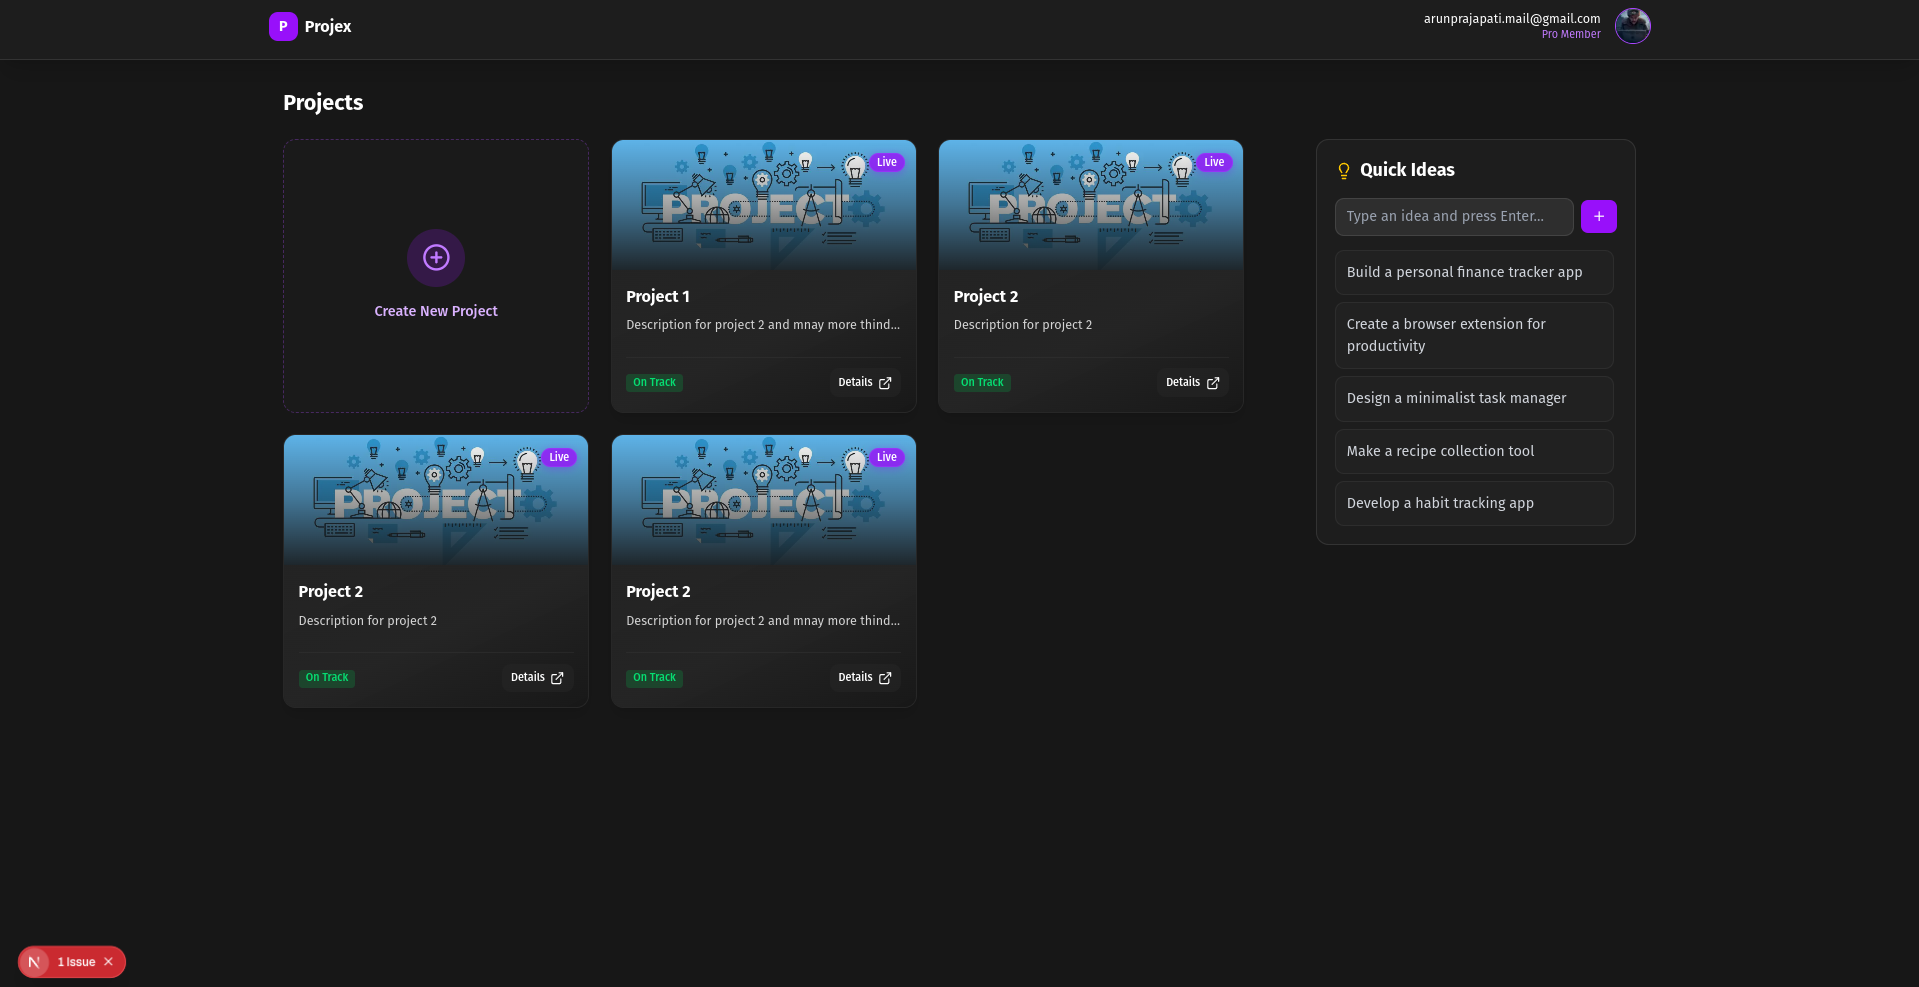 P Projex
arunprajapati.mail@gmail.com
Pro Member
Projects
Create New Project
PROJECT
Live
Project 1
Description for project 2 and mnay more thind...
On Track
Details
PROJECT
Live
Project 2
Description for project 2
On Track
Details
PROJECT
Live
Project 2
Description for project 2
On Track
Details
PROJECT
Live
Project 2
Description for project 2 and mnay more thind...
On Track
Details
Quick Ideas
Type an idea and press Enter...
+
Build a personal finance tracker app
Create a browser extension for
productivity
Design a minimalist task manager
Make a recipe collection tool
Develop a habit tracking app
N 1 Issue ×